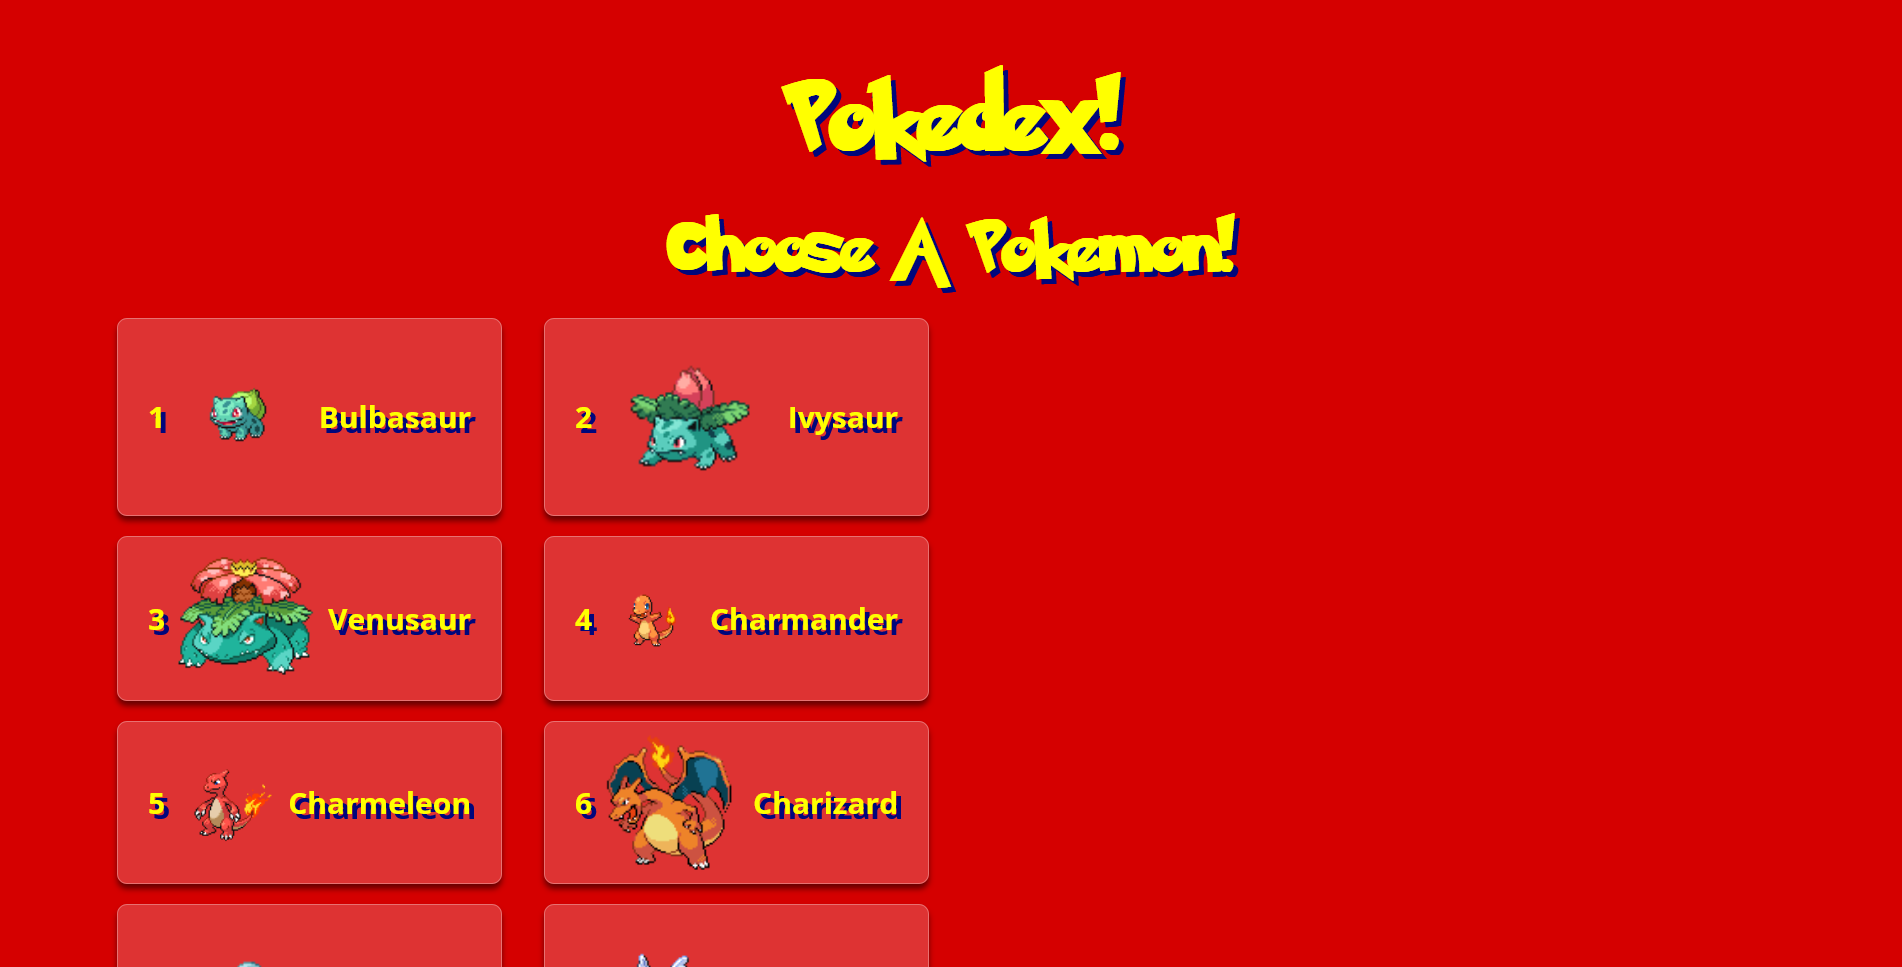 Pokedex!
Choose A Pokemon!
1 Bulbasaur
2 Ivysaur
3 Venusaur
4 Charmander
5 Charmeleon
6 Charizard